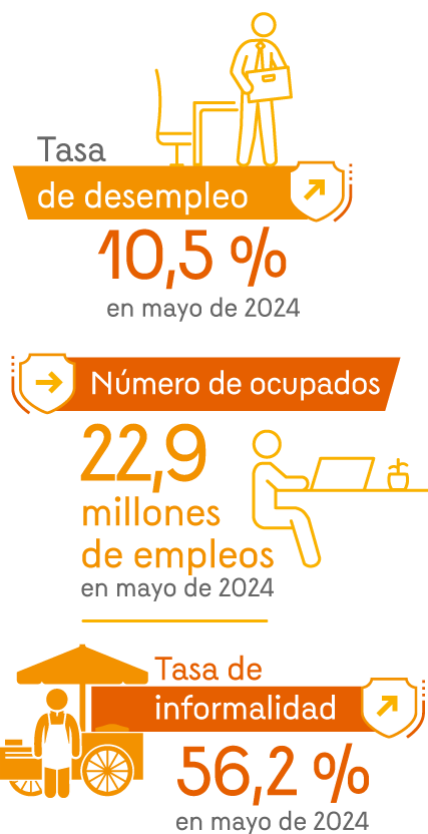 Tasa
de desempleo
10,5 %
en mayo de 2024
Número de ocupados
22,9
millones
de empleos
en mayo de 2024
Tasa de
informalidad
56,2 %
en mayo de 2024